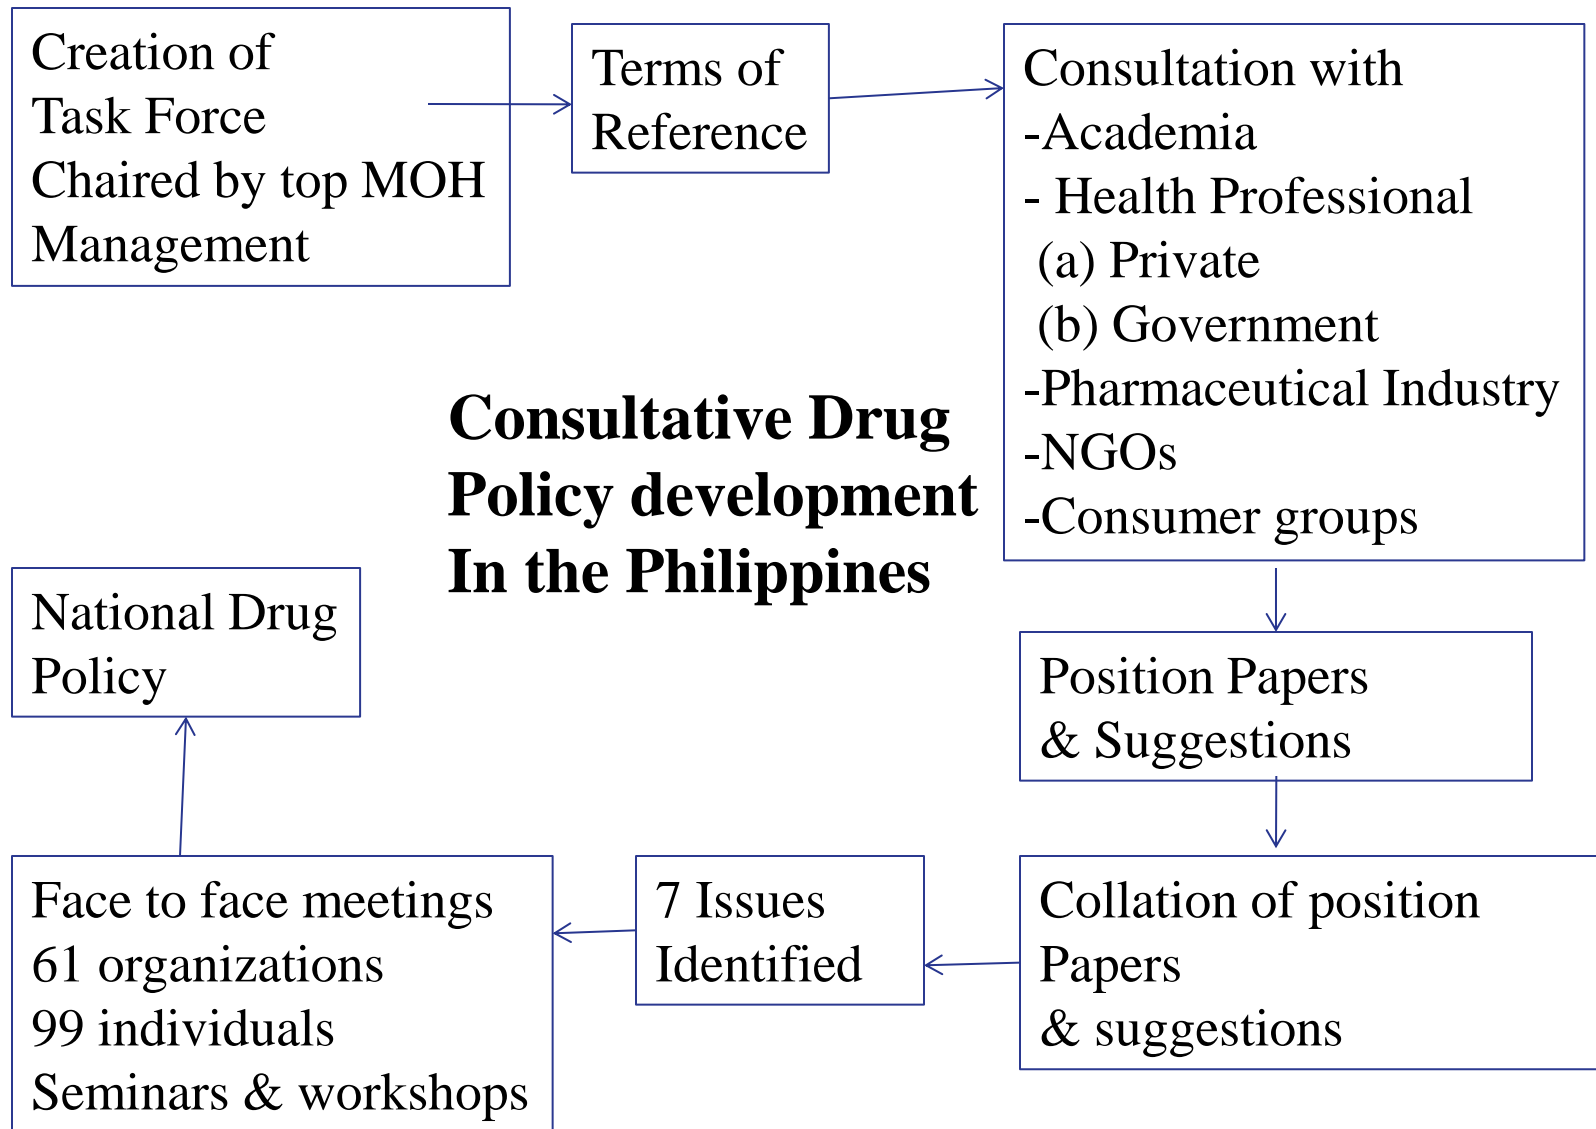 Creation of
Task Force
Chaired by top MOH
Management
Terms of
Reference
Consultation with
-Academia
- Health Professional
(a) Private
(b) Government
-Pharmaceutical Industry
-NGOs
-Consumer groups
Consultative Drug
Policy development
In the Philippines
Position Papers
& Suggestions
Collation of position
Papers
& suggestions
7 Issues
Identified
Face to face meetings
61 organizations
99 individuals
Seminars & workshops
National Drug
Policy